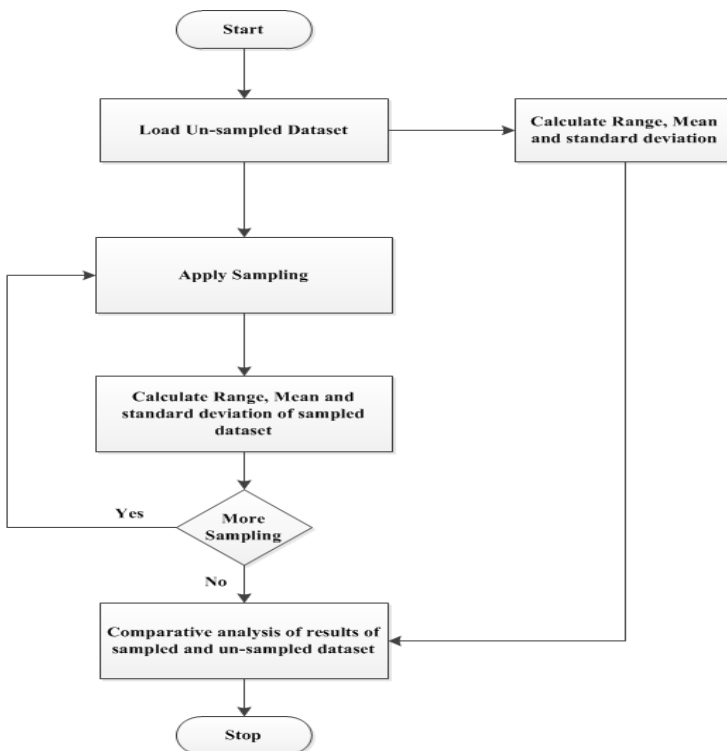 Start
Load Un-sampled Dataset
Calculate Range, Mean
and standard deviation
Apply Sampling
Calculate Range, Mean and
standard deviation of sampled
dataset
Yes
More
Sampling
No
Comparative analysis of results of
sampled and un-sampled dataset
Stop